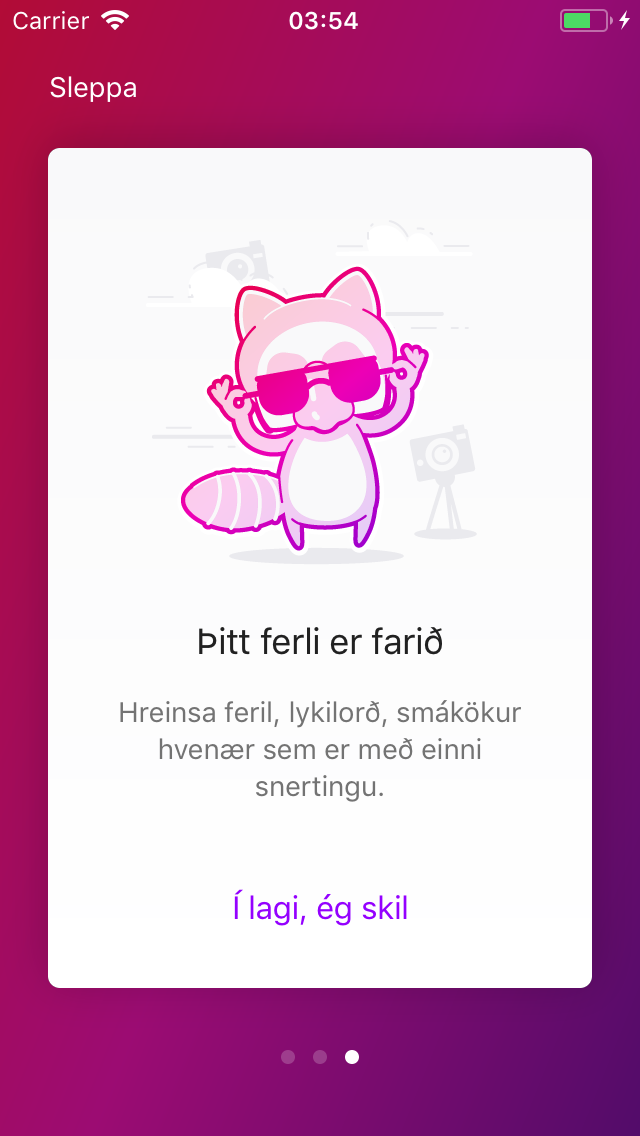 Carrier 03:54
Sleppa
Þitt ferli er farið
Hreinsa feril, lykilorð, smákökur
hvenær sem er með einni
snertingu.
Í lagi, ég skil